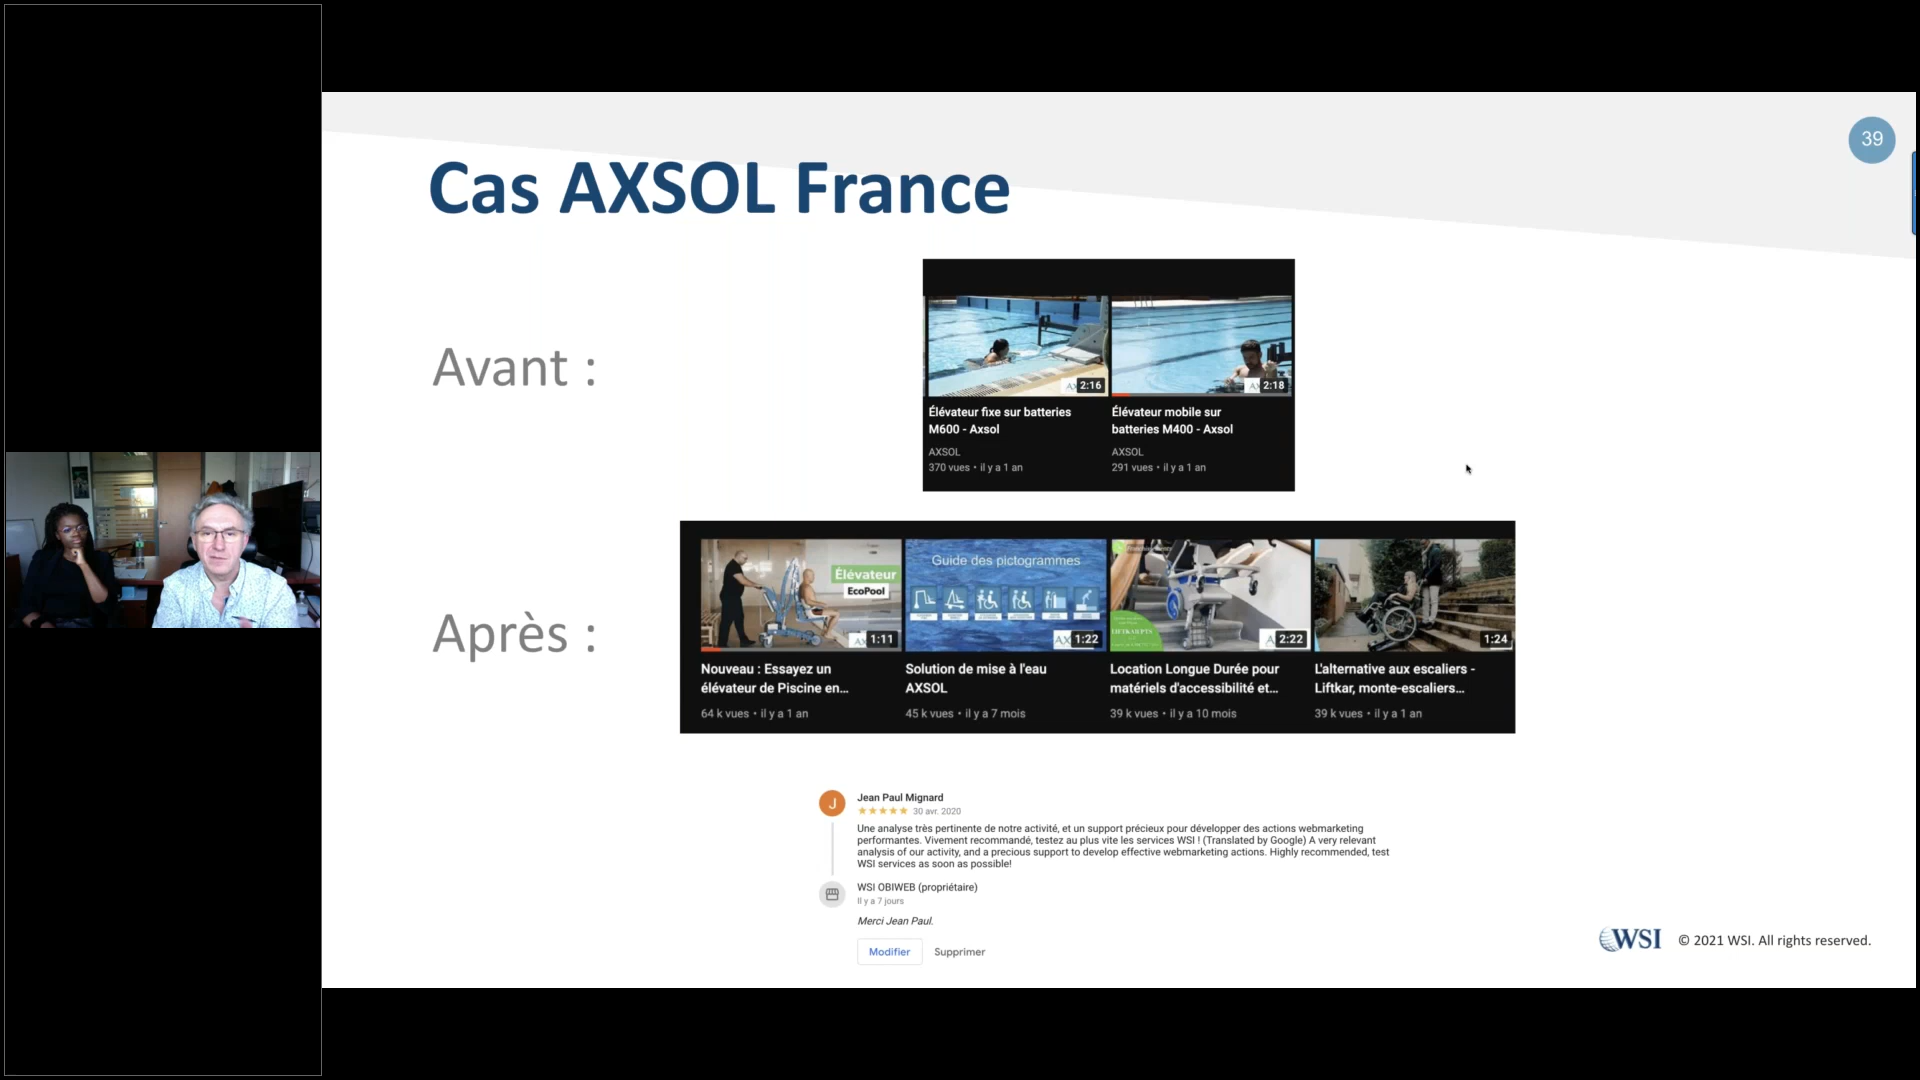 39
Cas AXSOL France
Avant :
2:16
2:18
Élévateur fixe sur batteries
M600 - Axsol
AXSOL
370 vues • il y a 1 an
Élévateur mobile sur
batteries M400 - Axsol
AXSOL
291 vues • il y a 1 an
Après :
Élévateur
EcoPool
1:11
Guide des pictogrammes
AX
1:22
A
2:22
1:24
Nouveau : Essayez un
élévateur de Piscine en...
64 k vues • il y a 1 an
Solution de mise à l'eau
AXSOL
45 k vues • il y a 7 mois
Location Longue Durée pour
matériels d'accessibilité et...
39 k vues • il y a 10 mois
L'alternative aux escaliers -
Liftkar, monte-escaliers...
39 k vues • il y a 1 an
J
Jean Paul Mignard
30 avr. 2020
Une analyse très pertinente de notre activité, et un support précieux pour développer des actions webmarketing
performantes. Vivement recommandé, testez au plus vite les services WSI ! (Translated by Google) A very relevant
analysis of our activity, and a precious support to develop effective webmarketing actions. Highly recommended, test
WSI services as soon as possible!
WSI OBIWEB (propriétaire)
Il y a 7 jours
Merci Jean Paul.
Modifier Supprimer
WSI © 2021 WSI. All rights reserved.